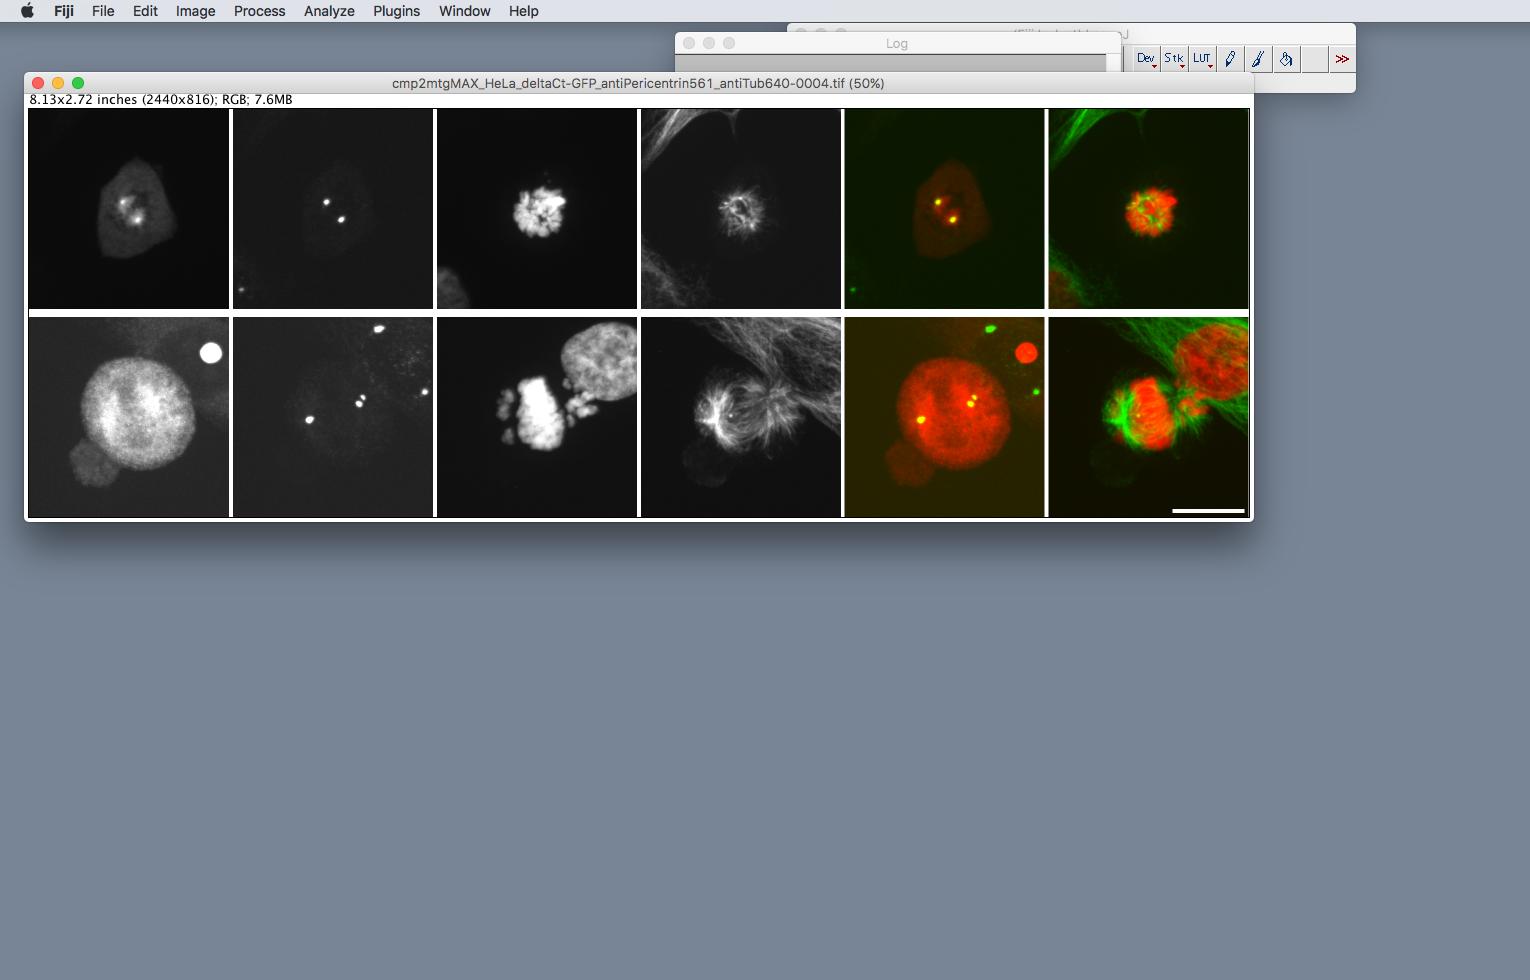 Fiji File Edit Image Process Analyze Plugins Window Help
Log
Dev Stk LUT >>
cmp2mtgMAX_HeLa_deltaCt-GFP_antiPericentrin561_antiTub640-0004.tif (50%)
8.13x2.72 inches (2440x816); RGB; 7.6MB